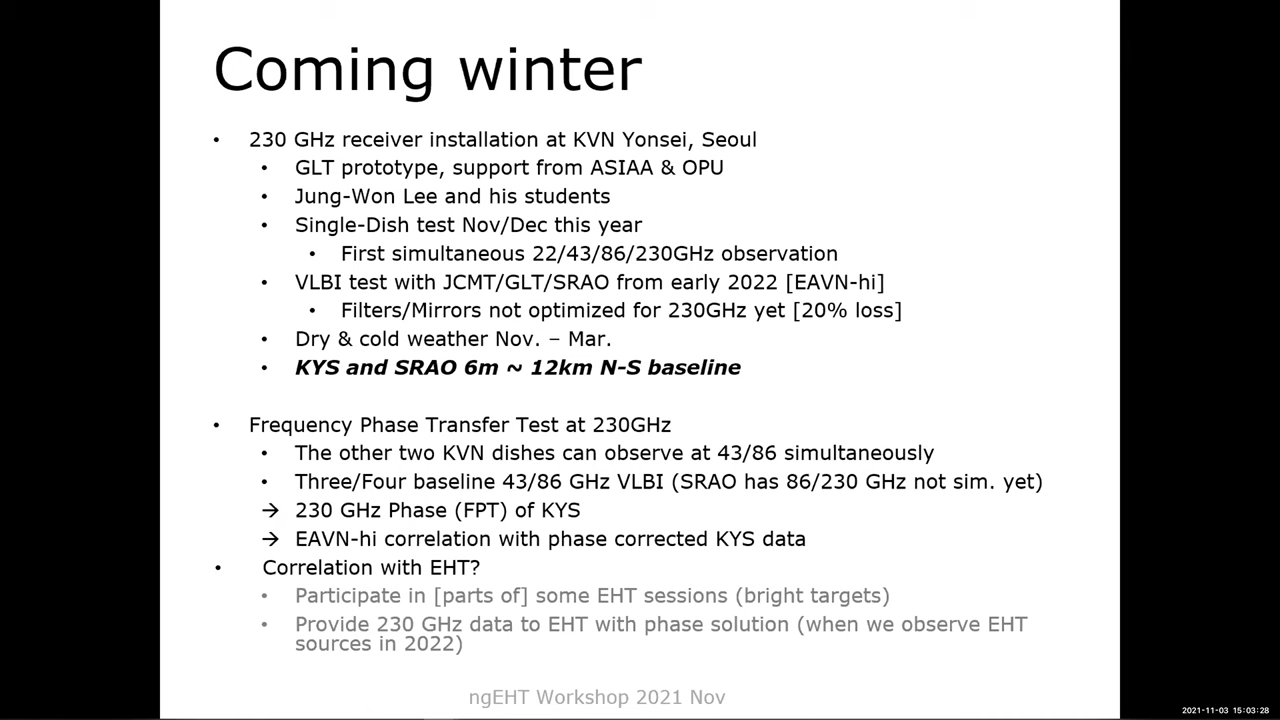 Coming winter
• 230 GHz receiver installation at KVN Yonsei, Seoul
• GLT prototype, support from ASIAA & OPU
• Jung-Won Lee and his students
• Single-Dish test Nov/Dec this year
• First simultaneous 22/43/86/230GHz observation
• VLBI test with JCMT/GLT/SRAO from early 2022 [EAVN-hi]
• Filters/Mirrors not optimized for 230GHz yet [20% loss]
• Dry & cold weather Nov. – Mar.
• KYS and SRAO 6m ~ 12km N-S baseline
• Frequency Phase Transfer Test at 230GHz
• The other two KVN dishes can observe at 43/86 simultaneously
• Three/Four baseline 43/86 GHz VLBI (SRAO has 86/230 GHz not sim. yet)
→ 230 GHz Phase (FPT) of KYS
→ EAVN-hi correlation with phase corrected KYS data
• Correlation with EHT?
• Participate in [parts of] some EHT sessions (bright targets)
• Provide 230 GHz data to EHT with phase solution (when we observe EHT
sources in 2022)
ngEHT Workshop 2021 Nov
2021-11-03 15:03:28